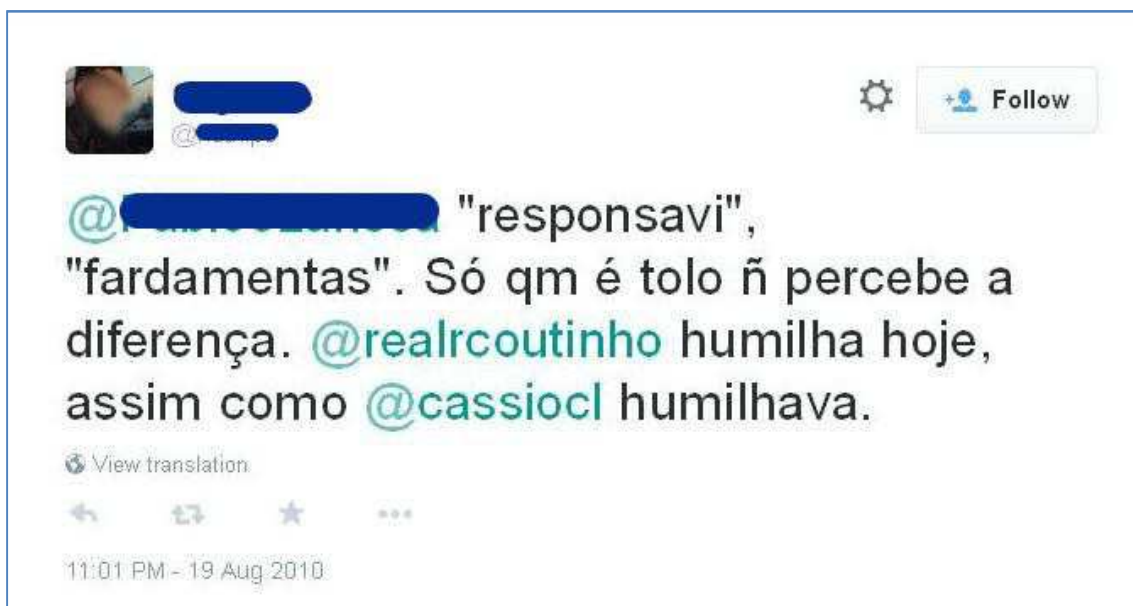 Follow
@
@ "responsavi",
"fardamentas". Só qm é tolo ñ percebe a
diferença. @realrcoutinho humilha hoje,
assim como @cassiocl humilhava.
View translation
11:01 PM - 19 Aug 2010